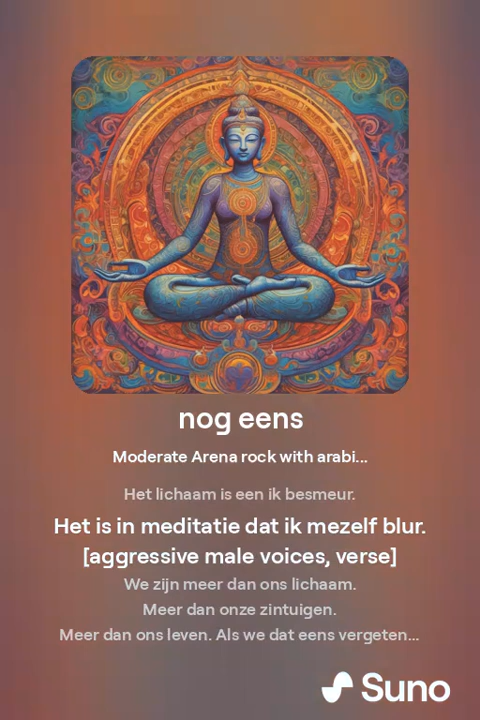 nog eens
Moderate Arena rock with arabi...
Het lichaam is een ik besmeur.
Het is in meditatie dat ik mezelf blur.
[aggressive male voices, verse]
We zijn meer dan ons lichaam.
Meer dan onze zintuigen.
Meer dan ons leven. Als we dat eens vergeten...
Suno